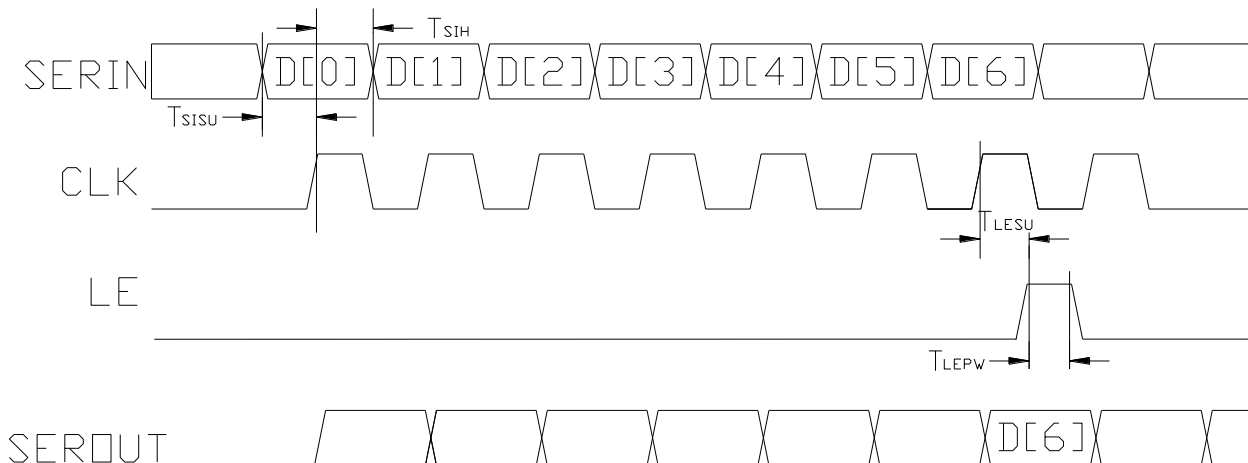 TSIH
SERIN D[0] D[1] D[2] D[3] D[4] D[5] D[6]
TSISU
CLK
TLESU
LE
TLEPW
SEROUT D[6]